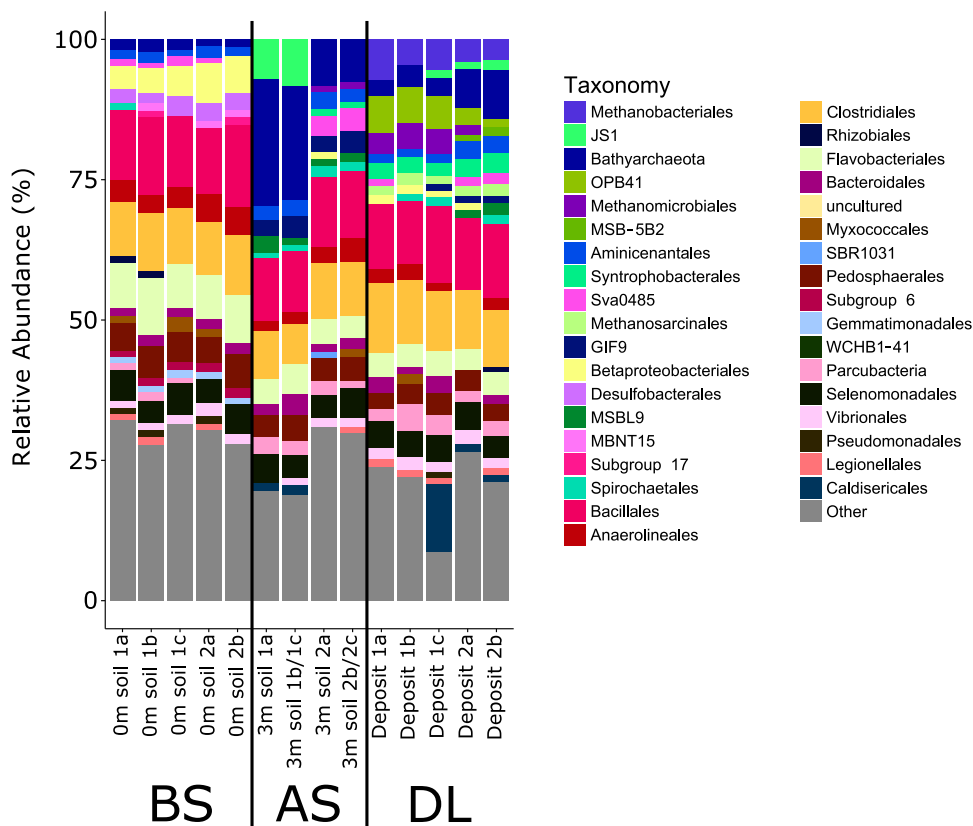 Relative Abundance (%)
100
75
50
25
0
0m soil 1a
0m soil 1b
0m soil 1c
0m soil 2a
0m soil 2b
3m soil 1a
3m soil 1b/1c
3m soil 2a
3m soil 2b/2c
Deposit 1a
Deposit 1b
Deposit 1c
Deposit 2a
Deposit 2b
BS
AS
DL
Taxonomy
Methanobacteriales
JS1
Bathyarchaeota
OPB41
Methanomicrobiales
MSB-5B2
Aminicenantales
Syntrophobacterales
Sva0485
Methanosarcinales
GIF9
Betaproteobacteriales
Desulfobacterales
MSBL9
MBNT15
Subgroup 17
Spirochaetales
Bacillales
Anaerolineales
Clostridiales
Rhizobiales
Flavobacteriales
Bacteroidales
uncultured
Myxococcales
SBR1031
Pedosphaerales
Subgroup 6
Gemmatimonadales
WCHB1-41
Parcubacteria
Selenomonadales
Vibrionales
Pseudomonadales
Legionellales
Caldisericales
Other